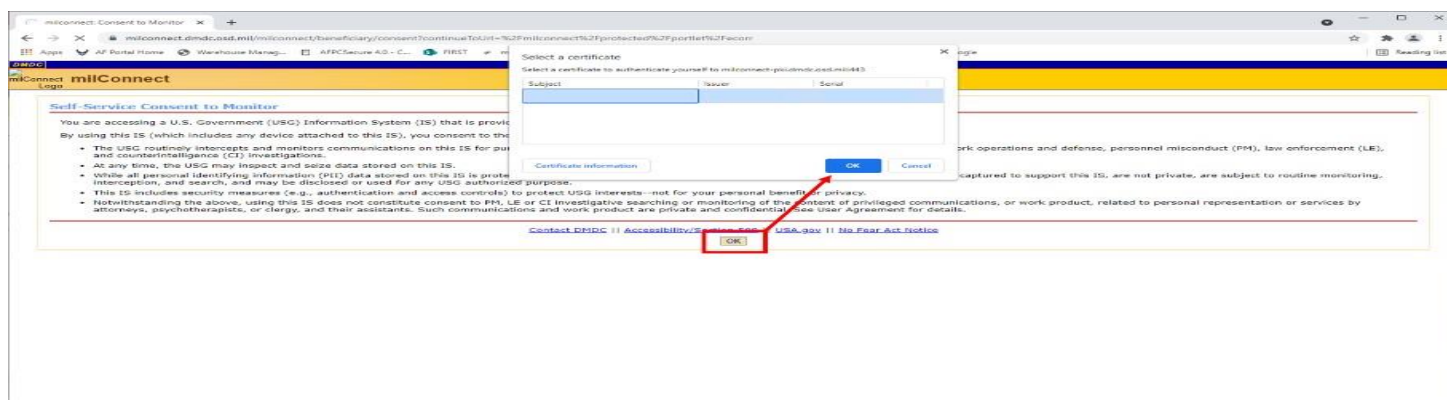 milconnect: Consent to Monitor
milconnect.dmdc.osd.mil/milconnect/beneficiary/consent?continueToUrl=%2Fmilconnect%2Fprotected%2Fportlet%2Fecorr
Apps AF Portal Home Warehouse Manag... AFPCSecure 4.0 - C... FIRST Reading list
DMDC
milConnect Logo milConnect
Select a certificate
Select a certificate to authenticate yourself to milconnect-pki.dmdc.osd.mil:443
Subject Issuer Serial
Certificate information OK Cancel
Self-Service Consent to Monitor
You are accessing a U.S. Government (USG) Information System (IS) that is provid
By using this IS (which includes any device attached to this IS), you consent to the
• The USG routinely intercepts and monitors communications on this IS for pur rk operations and defense, personnel misconduct (PM), law enforcement (LE),
and counterintelligence (CI) investigations.
• At any time, the USG may inspect and seize data stored on this IS.
• While all personal identifying information (PII) data stored on this IS is prote captured to support this IS, are not private, are subject to routine monitoring,
interception, and search, and may be disclosed or used for any USG authorized purpose.
• This IS includes security measures (e.g., authentication and access controls) to protect USG interests--not for your personal benefit or privacy.
• Notwithstanding the above, using this IS does not constitute consent to PM, LE or CI investigative searching or monitoring of the content of privileged communications, or work product, related to personal representation or services by
attorneys, psychotherapists, or clergy, and their assistants. Such communications and work product are private and confidential. See User Agreement for details.
Contact DMDC || Accessibility/Section 508 || USA.gov || No Fear Act Notice
OK